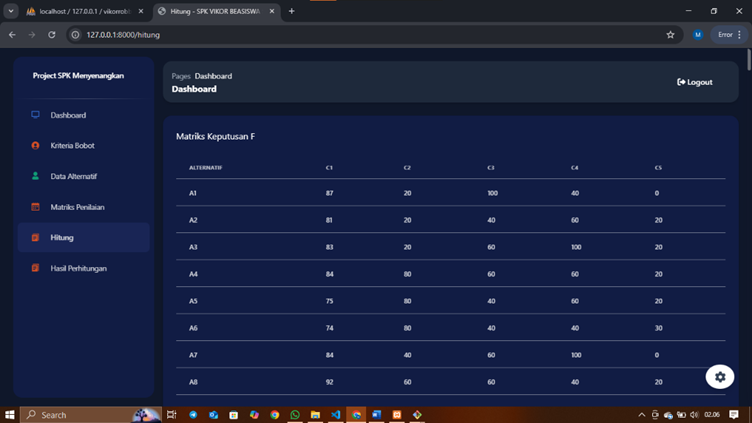 localhost / 127.0.0.1 / vikorrob
Hitung - SPK VIKOR BEASISWA
127.0.0.1:8000/hitung
M
Error
Project SPK Menyenangkan
Dashboard
Kriteria Bobot
Data Alternatif
Matriks Penilaian
Hitung
Hasil Perhitungan
Pages Dashboard
Dashboard
Logout
Matriks Keputusan F
ALTERNATIF C1 C2 C3 C4 C5
A1 87 20 100 40 0
A2 81 20 40 60 20
A3 83 20 60 100 20
A4 84 80 60 60 20
A5 75 80 40 60 20
A6 74 80 40 40 30
A7 84 40 60 100 0
A8 92 60 60 40 20
Search
02.06